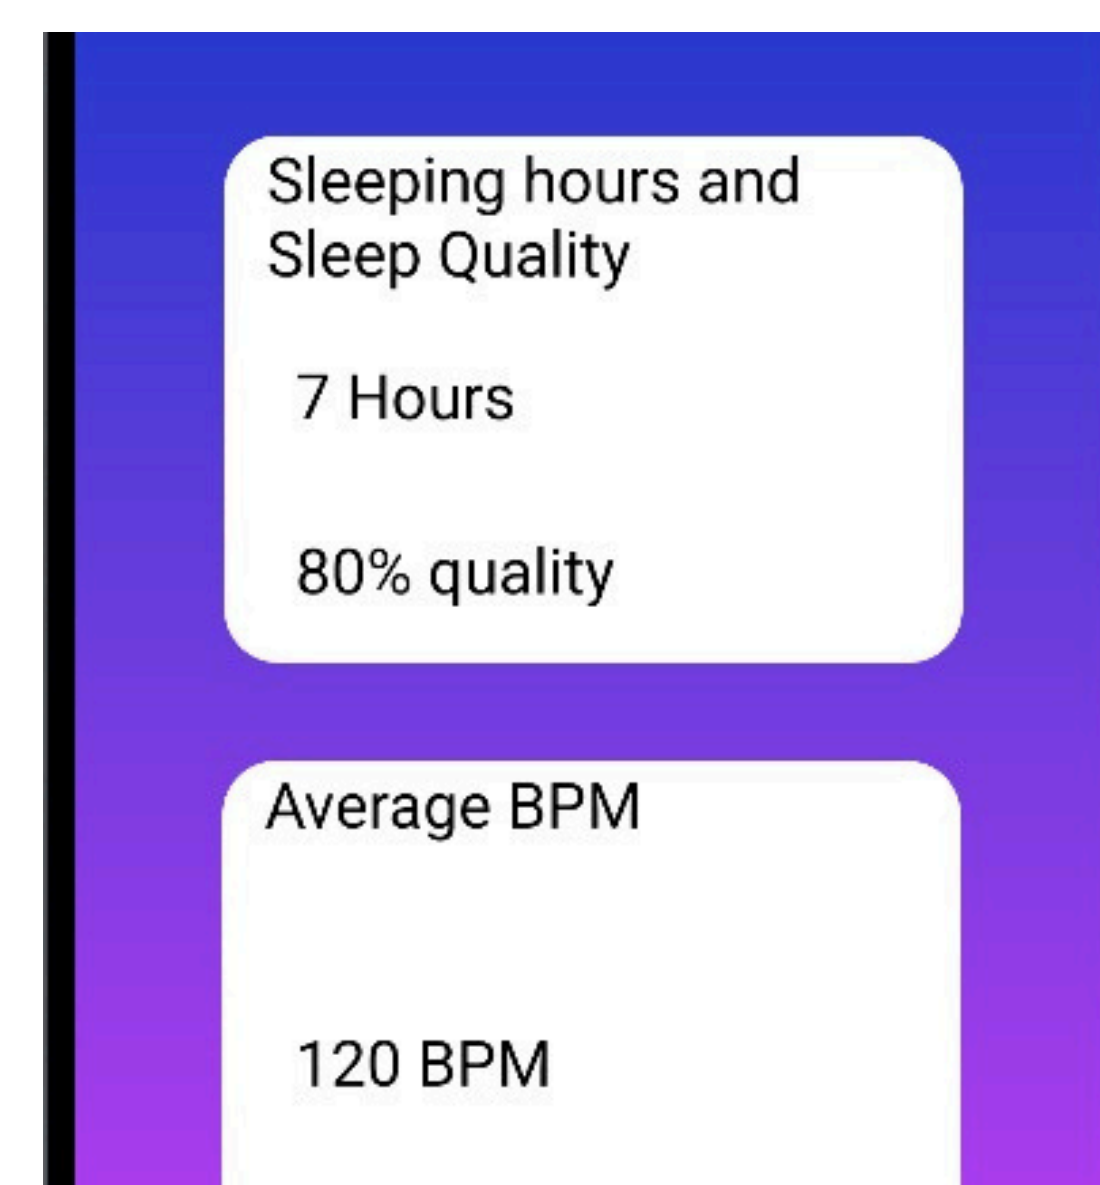 Sleeping hours and
Sleep Quality
7 Hours
80% quality
Average BPM
120 BPM